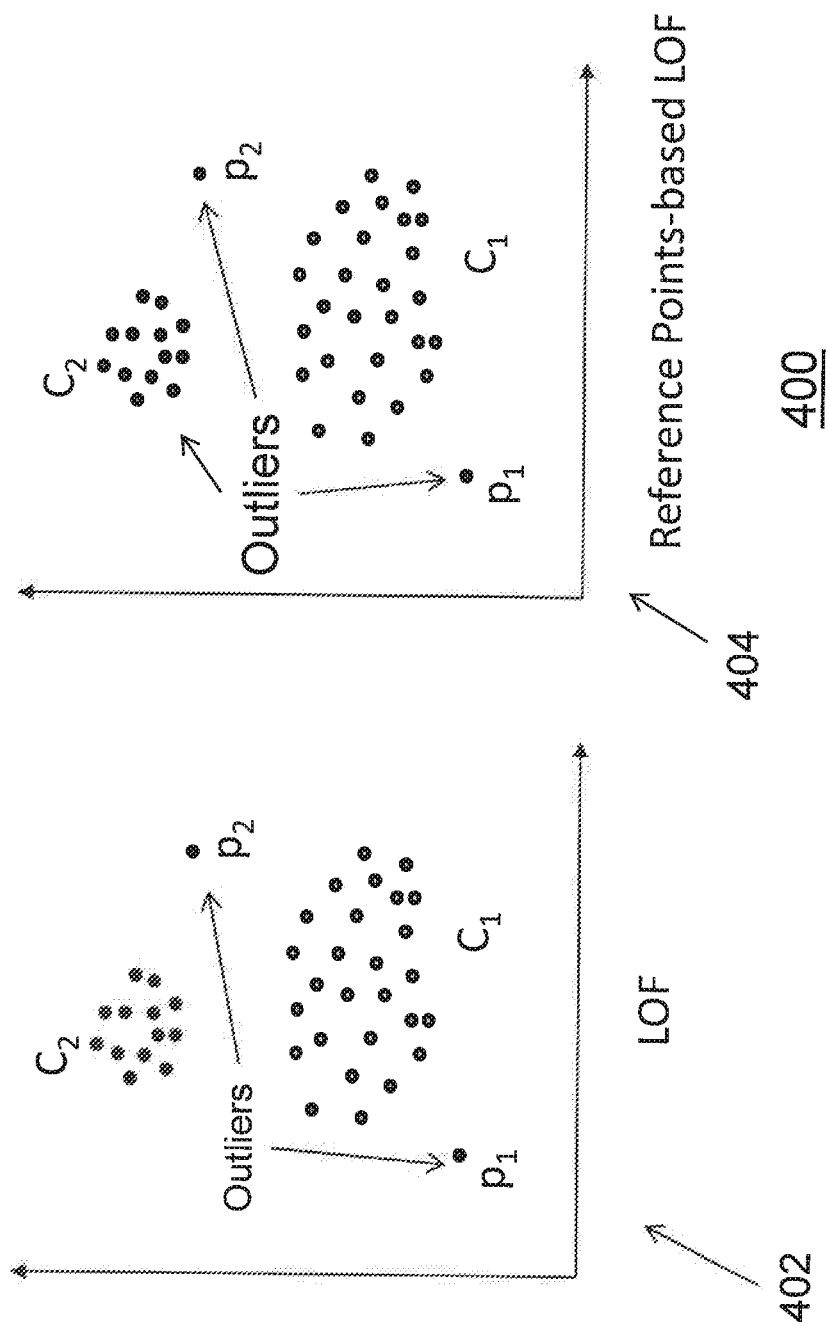 C₂
p₂
Outliers
C₁
p₁
LOF
402
C₂
p₂
Outliers
C₁
p₁
Reference Points-based LOF
404
400